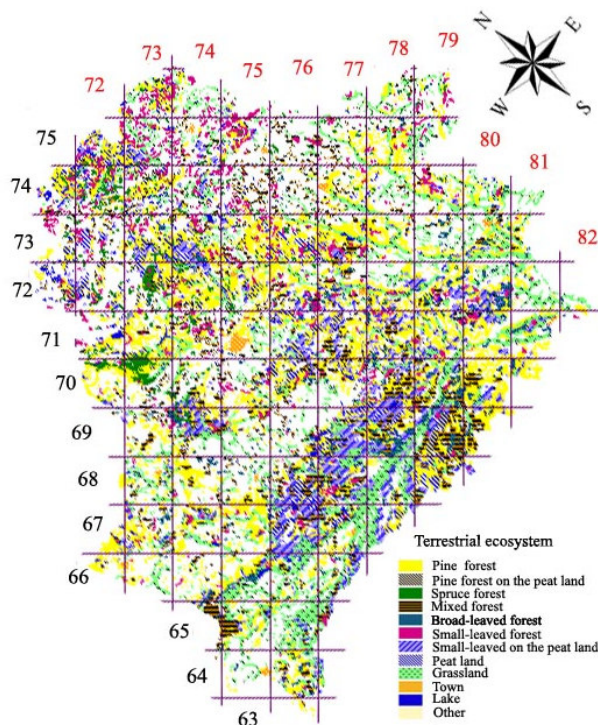 79
78
77
76
75
74
73
72
N
E
W
S
80
81
82
75
74
73
72
71
70
69
68
67
66
65
64
63
Terrestrial ecosystem
Pine forest
Pine forest on the peat land
Spruce forest
Mixed forest
Broad-leaved forest
Small-leaved forest
Small-leaved on the peat land
Peat land
Grassland
Town
Lake
Other